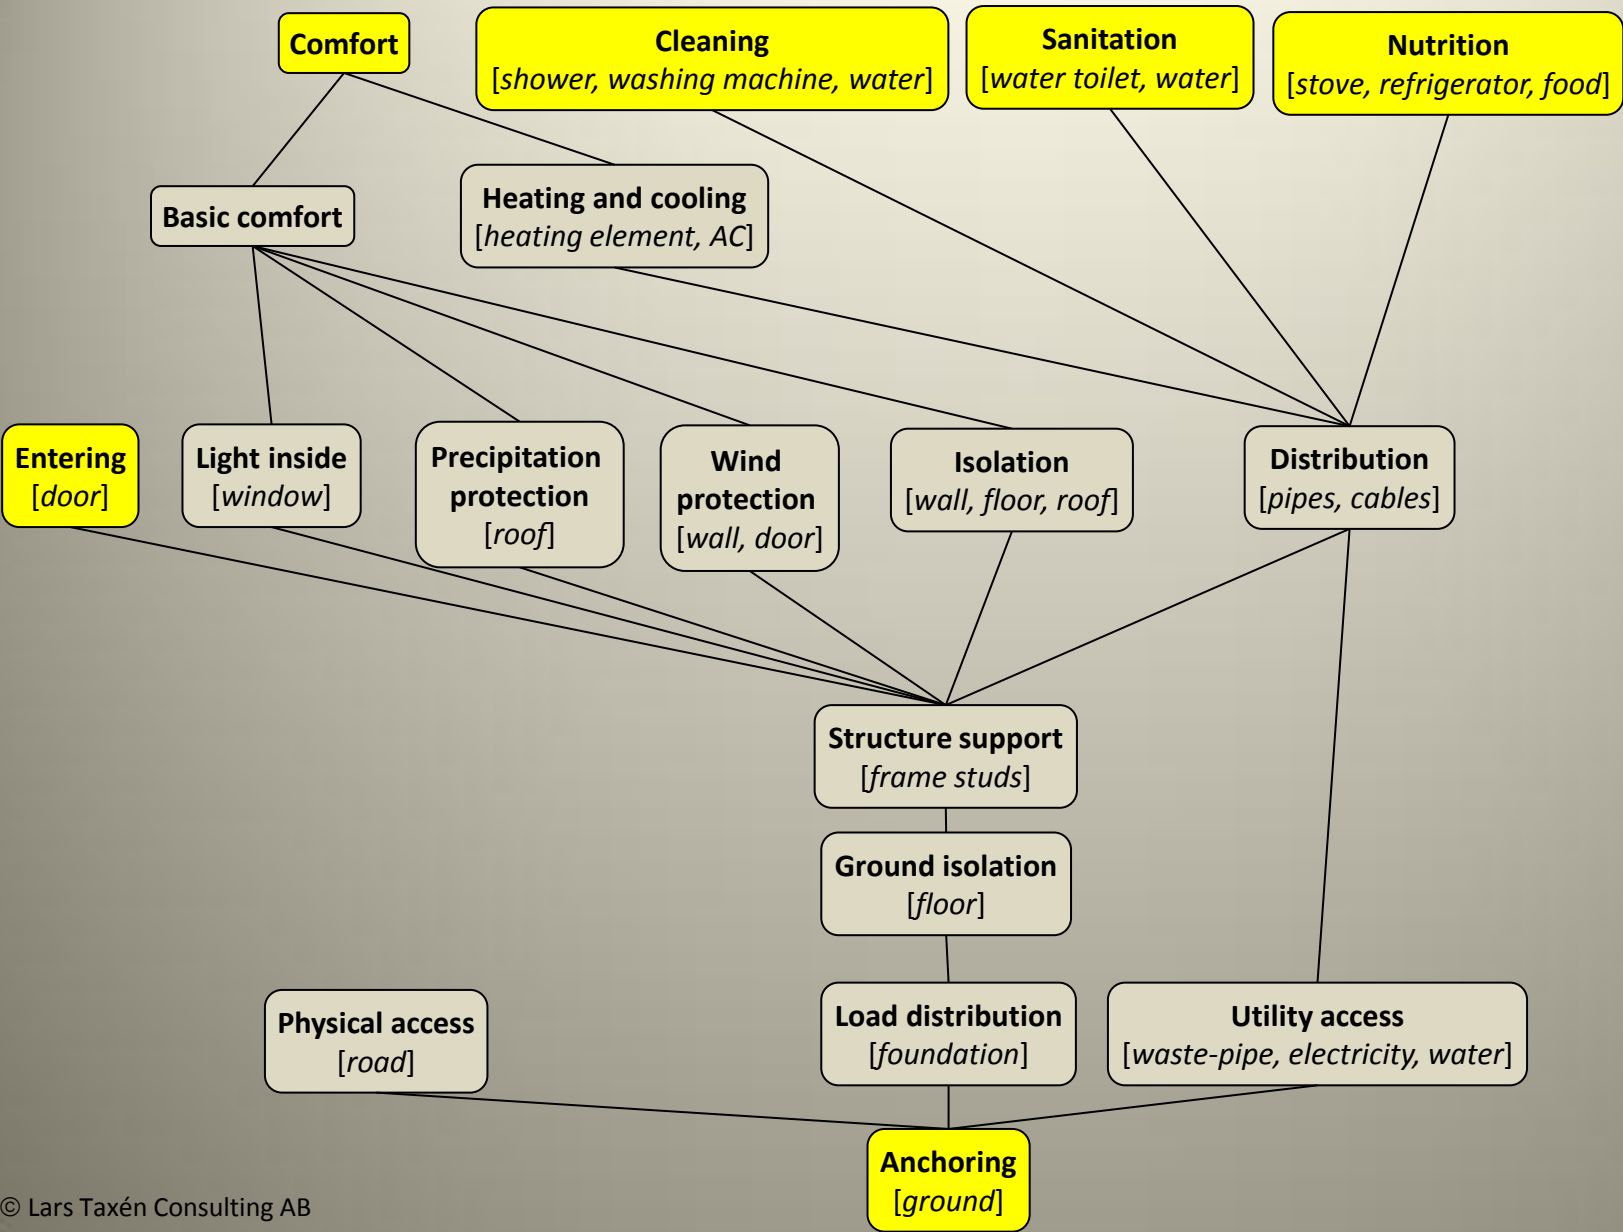 Comfort
Cleaning
[shower, washing machine, water]
Sanitation
[water toilet, water]
Nutrition
[stove, refrigerator, food]
Basic comfort
Heating and cooling
[heating element, AC]
Entering
[door]
Light inside
[window]
Precipitation
protection
[roof]
Wind
protection
[wall, door]
Isolation
[wall, floor, roof]
Distribution
[pipes, cables]
Structure support
[frame studs]
Ground isolation
[floor]
Physical access
[road]
Load distribution
[foundation]
Utility access
[waste-pipe, electricity, water]
Anchoring
[ground]
© Lars Taxén Consulting AB